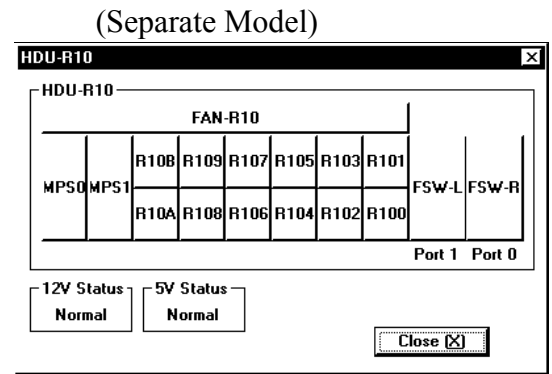 (Separate Model)
HDU-R10
HDU-R10
FAN-R10
R10B R109 R107 R105 R103 R101
MPS0 MPS1 FSW-L FSW-R
R10A R108 R106 R104 R102 R100
Port 1 Port 0
12V Status 5V Status
Normal Normal
Close (X)